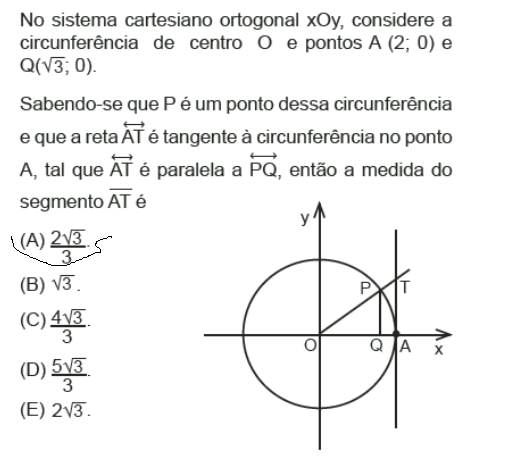 No sistema cartesiano ortogonal xOy, considere a
circunferência de centro O e pontos A (2; 0) e
Q(√3; 0).
Sabendo-se que P é um ponto dessa circunferência
e que a reta AT é tangente à circunferência no ponto
A, tal que AT é paralela a PQ, então a medida do
segmento AT é
(A) 2√3/3.
(B) √3.
(C) 4√3/3.
(D) 5√3/3.
(E) 2√3.
y
P T
O Q A x